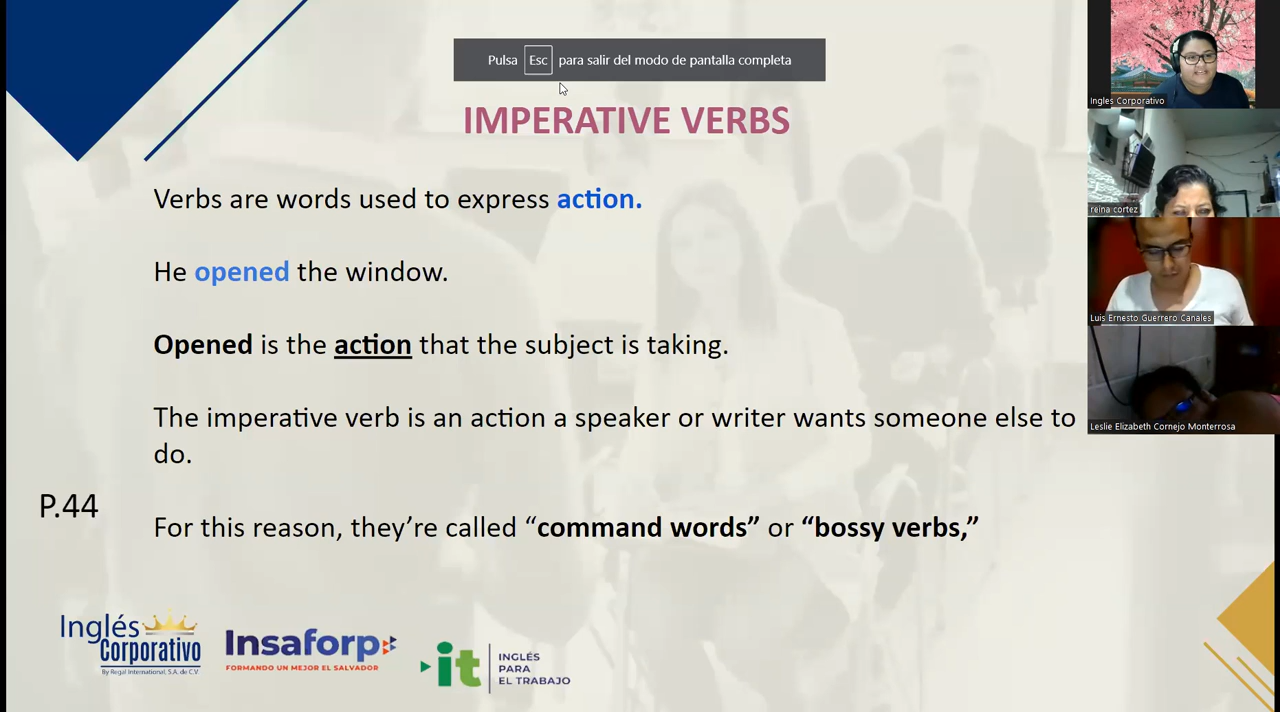 Pulsa Esc para salir del modo de pantalla completa
IMPERATIVE VERBS
Verbs are words used to express action.
He opened the window.
Opened is the action that the subject is taking.
The imperative verb is an action a speaker or writer wants someone else to
do.
P.44
For this reason, they’re called “command words” or “bossy verbs,”
Inglés
Corporativo
By Regal International, S.A. de C.V.
Insaforp
FORMANDO UN MEJOR EL SALVADOR
it
INGLÉS
PARA
EL TRABAJO
Ingles Corporativo
reina cortez
Luis Ernesto Guerrero Canales
Leslie Elizabeth Cornejo Monterrosa